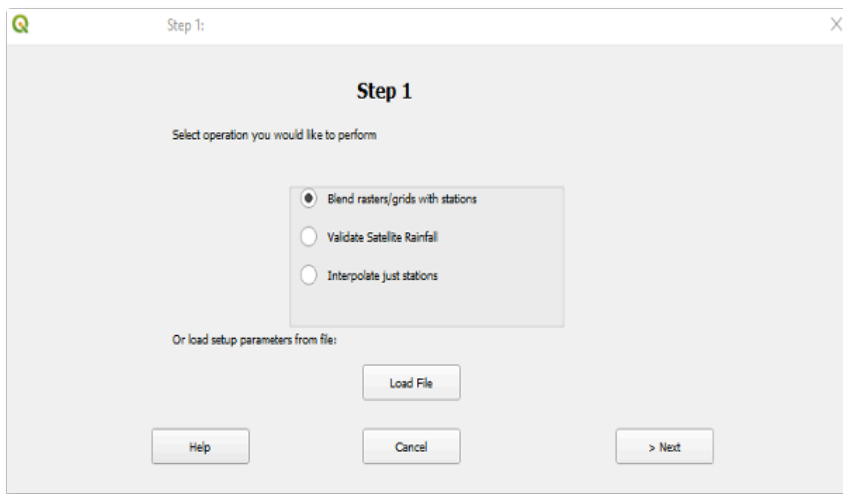 Step 1:
Step 1
Select operation you would like to perform
Blend rasters/grids with stations
Validate Satellite Rainfall
Interpolate just stations
Or load setup parameters from file:
Load File
Help
Cancel
> Next